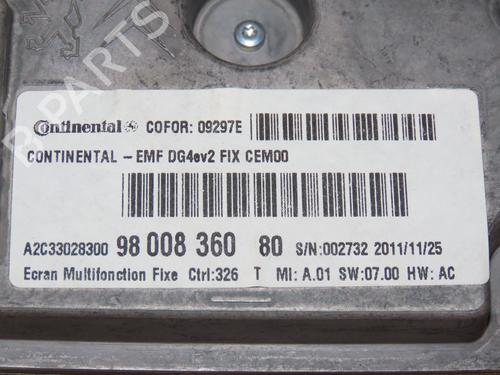 Continental COFOR: 09297E
CONTINENTAL - EMF DG4ev2 FIX CEM00
A2C33028300 98 008 360 80 S/N:002732 2011/11/25
Ecran Multifonction Fixe Ctrl:326 T MI: A.01 SW:07.00 HW: AC
B PARTS